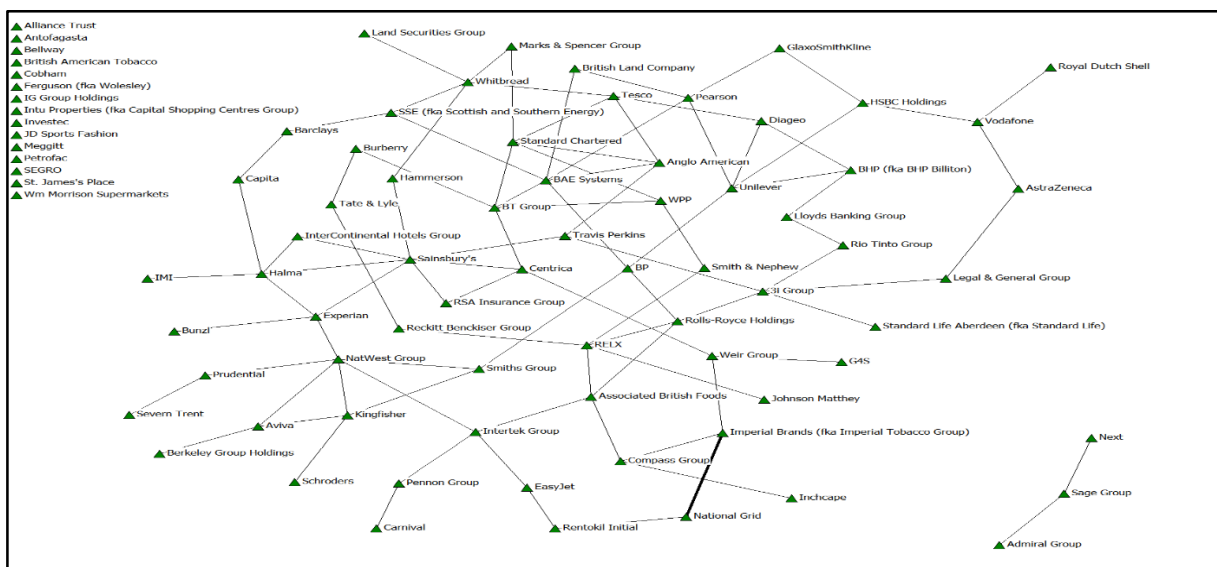 Alliance Trust
Antofagasta
Bellway
British American Tobacco
Cobham
Ferguson (fka Wolesley)
IG Group Holdings
Intu Properties (fka Capital Shopping Centres Group)
Investec
JD Sports Fashion
Meggitt
Petrofac
SEGRO
St. James's Place
Wm Morrison Supermarkets
Land Securities Group
Marks & Spencer Group
GlaxoSmithKline
British Land Company
Royal Dutch Shell
Whitbread
Tesco
Pearson
HSBC Holdings
SSE (fka Scottish and Southern Energy)
Diageo
Vodafone
Barclays
Standard Chartered
Burberry
Anglo American
BHP (fka BHP Billiton)
Capita
Hammerson
BAE Systems
Unilever
AstraZeneca
Tate & Lyle
BT Group
WPP
Lloyds Banking Group
InterContinental Hotels Group
Travis Perkins
Rio Tinto Group
Sainsbury's
IMI
Halma
Centrica
BP
Smith & Nephew
Legal & General Group
3I Group
RSA Insurance Group
Experian
Bunzl
Reckitt Benckiser Group
Rolls-Royce Holdings
Standard Life Aberdeen (fka Standard Life)
RELX
NatWest Group
Weir Group
G4S
Prudential
Smiths Group
Associated British Foods
Johnson Matthey
Severn Trent
Kingfisher
Aviva
Intertek Group
Imperial Brands (fka Imperial Tobacco Group)
Next
Berkeley Group Holdings
Compass Group
Schroders
Pennon Group
EasyJet
Inchcape
Sage Group
Carnival
Rentokil Initial
National Grid
Admiral Group